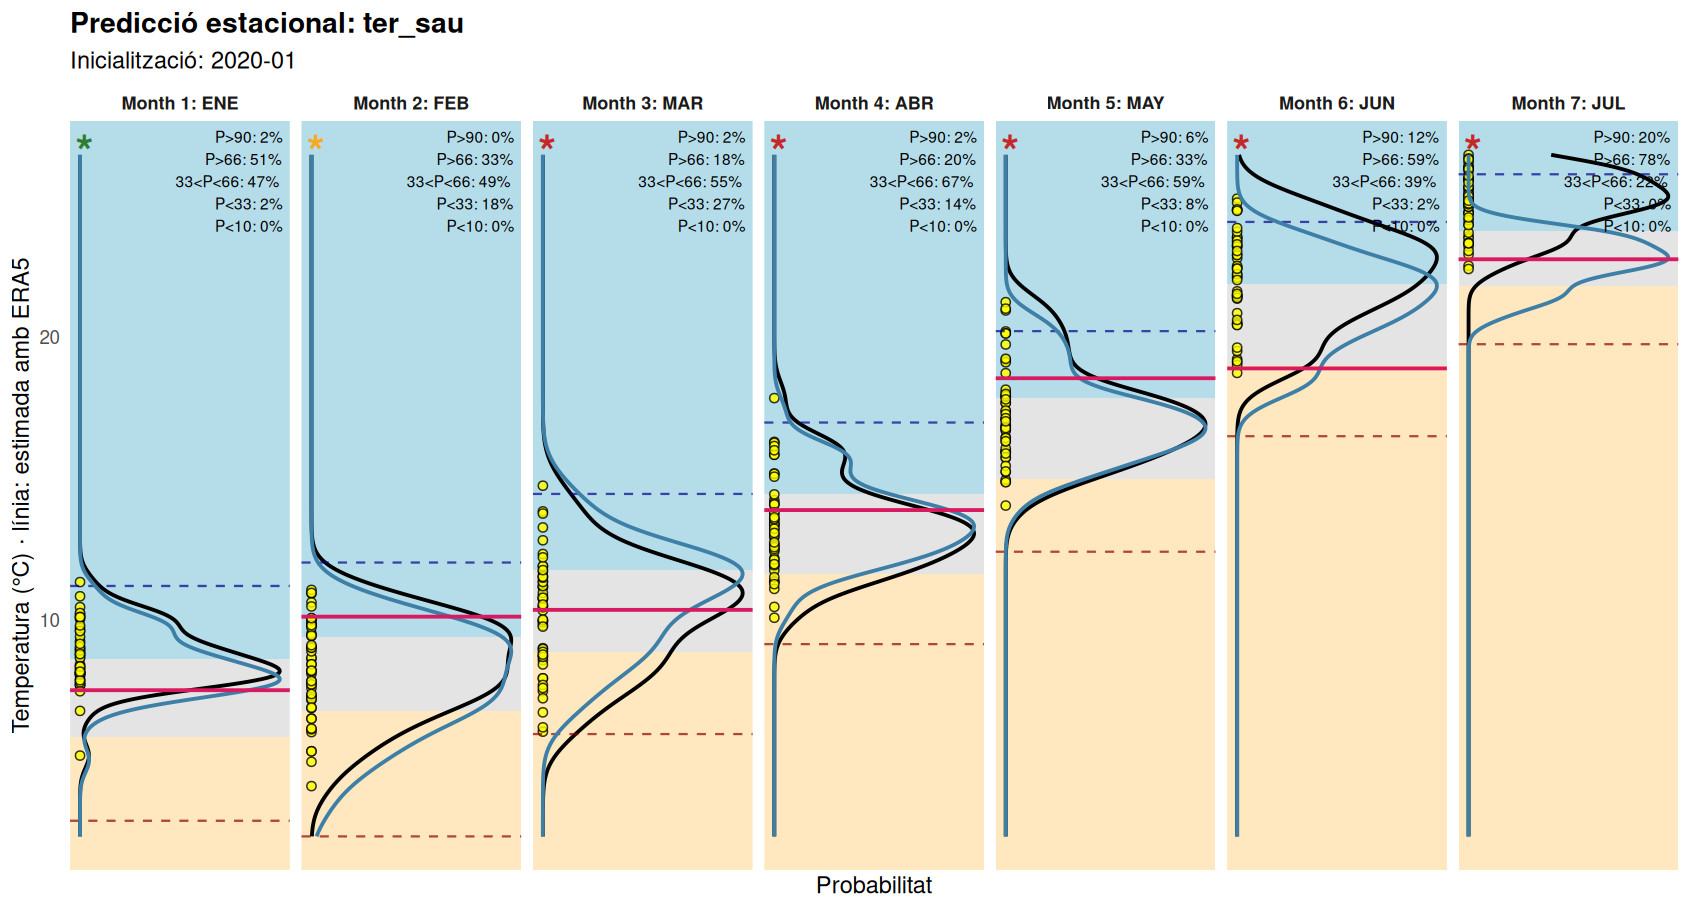 Predicció estacional: ter_sau
Inicialització: 2020-01
Month 1: ENE
Month 2: FEB
Month 3: MAR
Month 4: ABR
Month 5: MAY
Month 6: JUN
Month 7: JUL
*
P>90: 2%
P>66: 51%
33<P<66: 47%
P<33: 2%
P<10: 0%
*
P>90: 0%
P>66: 33%
33<P<66: 49%
P<33: 18%
P<10: 0%
*
P>90: 2%
P>66: 18%
33<P<66: 55%
P<33: 27%
P<10: 0%
*
P>90: 2%
P>66: 20%
33<P<66: 67%
P<33: 14%
P<10: 0%
*
P>90: 6%
P>66: 33%
33<P<66: 59%
P<33: 8%
P<10: 0%
*
P>90: 12%
P>66: 59%
33<P<66: 39%
P<33: 2%
P<10: 0%
*
P>90: 20%
P>66: 78%
33<P<66: 22%
P<33: 0%
P<10: 0%
Temperatura (°C) · línia: estimada amb ERA5
20
10
Probabilitat